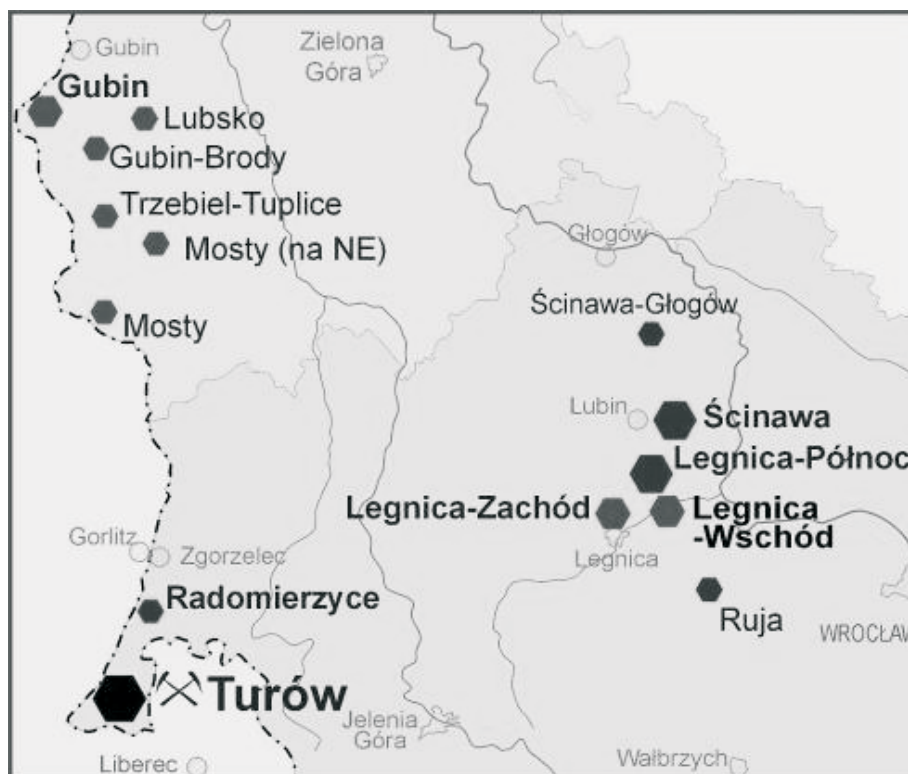 Gubin
Zielona
Góra
Gubin
Lubsko
Gubin-Brody
Trzebiel-Tuplice
Mosty (na NE)
Głogów
Ścinawa-Głogów
Mosty
Lubin
Ścinawa
Legnica-Północ
Legnica-Zachód
Legnica
-Wschód
Legnica
Gorlitz
Zgorzelec
Radomierzyce
Ruja
WROCŁAW
Turów
Jelenia
Góra
Liberec
Wałbrzych